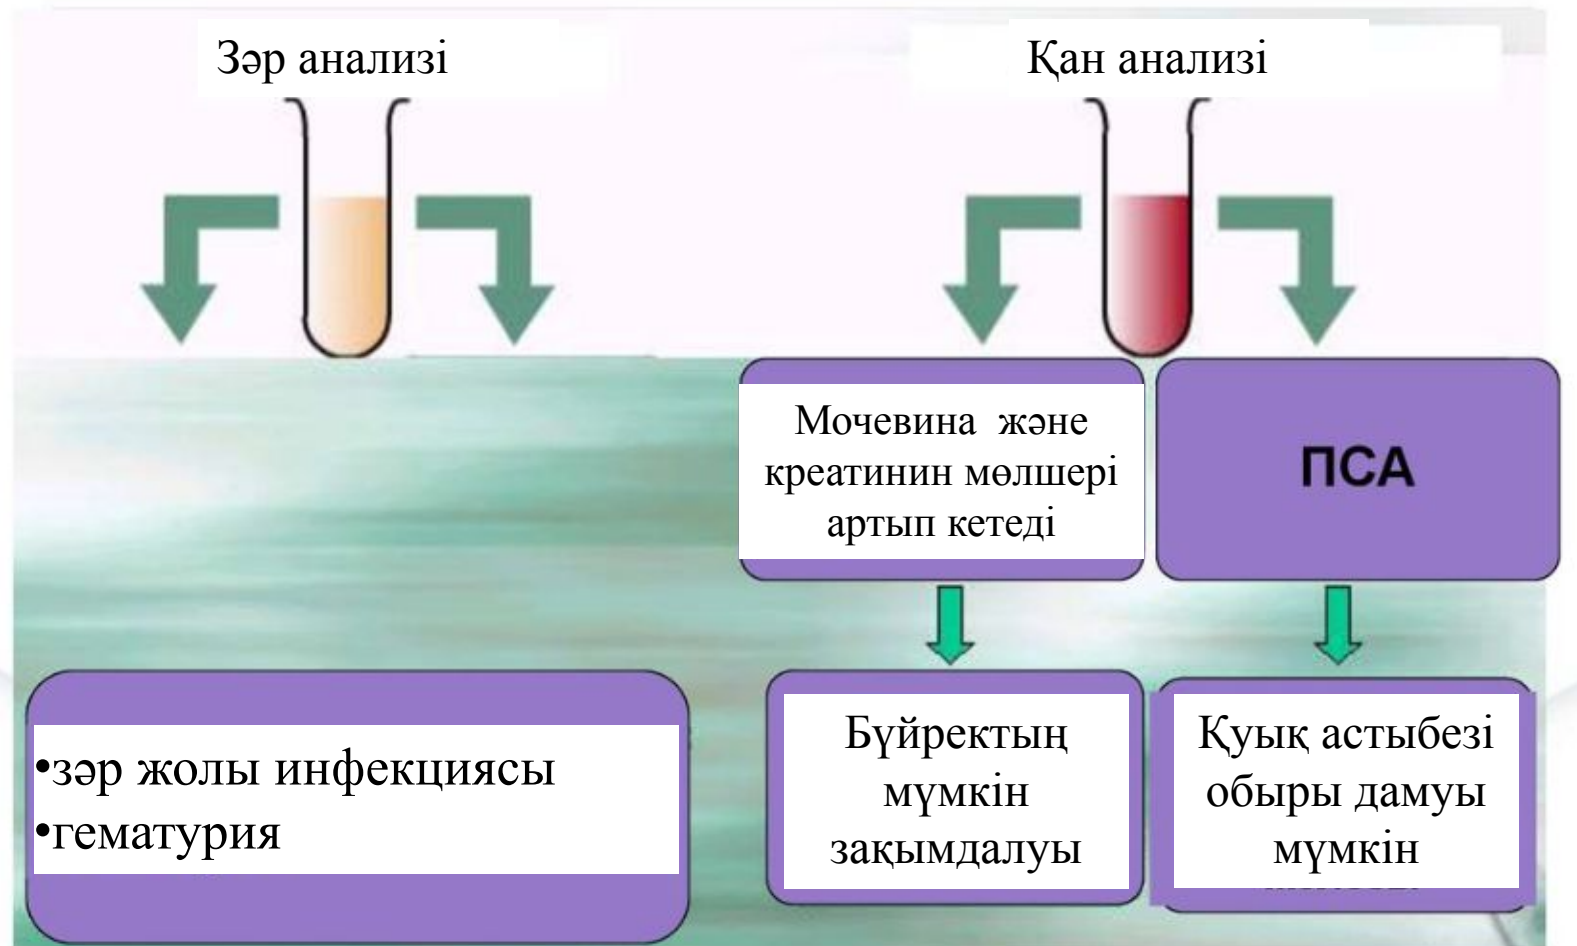 Зәр анализі
Қан анализі
Мочевина және
креатинин мөлшері
артып кетеді
ПСА
•зәр жолы инфекциясы
•гематурия
Бүйректың
мүмкін
зақымдалуы
Қуық астыбезі
обыры дамуы
мүмкін